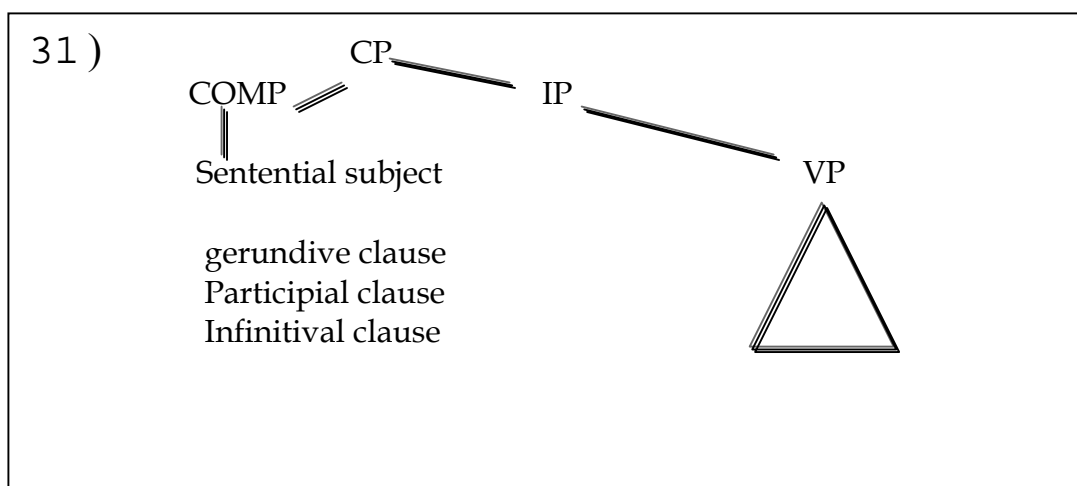 31)
CP
COMP
IP
Sentential subject
VP
gerundive clause
Participial clause
Infinitival clause